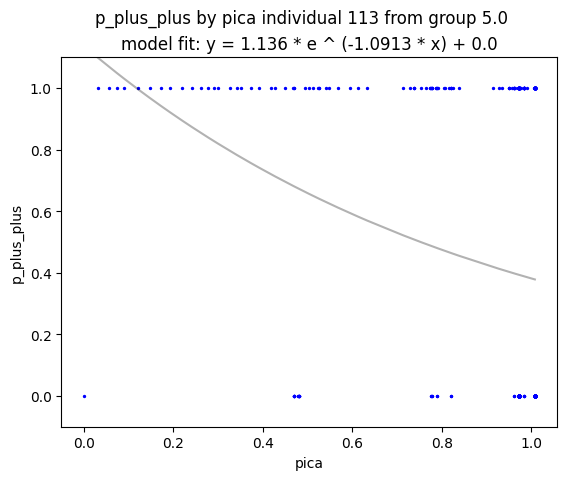 p_plus_plus by pica individual 113 from group 5.0
model fit: y = 1.136 * e ^ (-1.0913 * x) + 0.0
1.0
0.8
0.6
0.4
0.2
0.0
p_plus_plus
0.0 0.2 0.4 0.6 0.8 1.0
pica